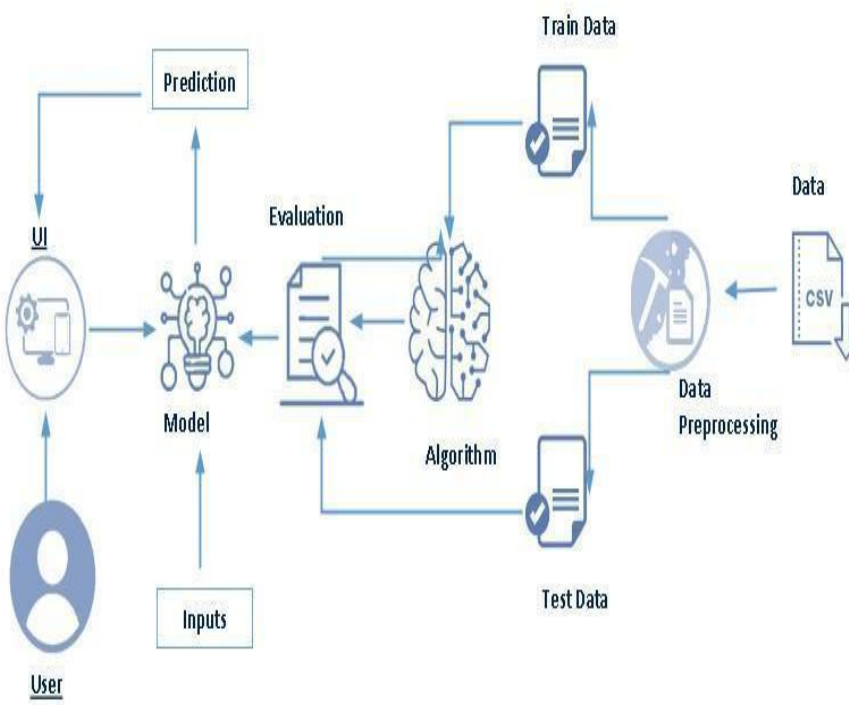 Train Data
Prediction
Data
Evaluation
UI
CSV
Model
Data
Preprocessing
Algorithm
Inputs
Test Data
User